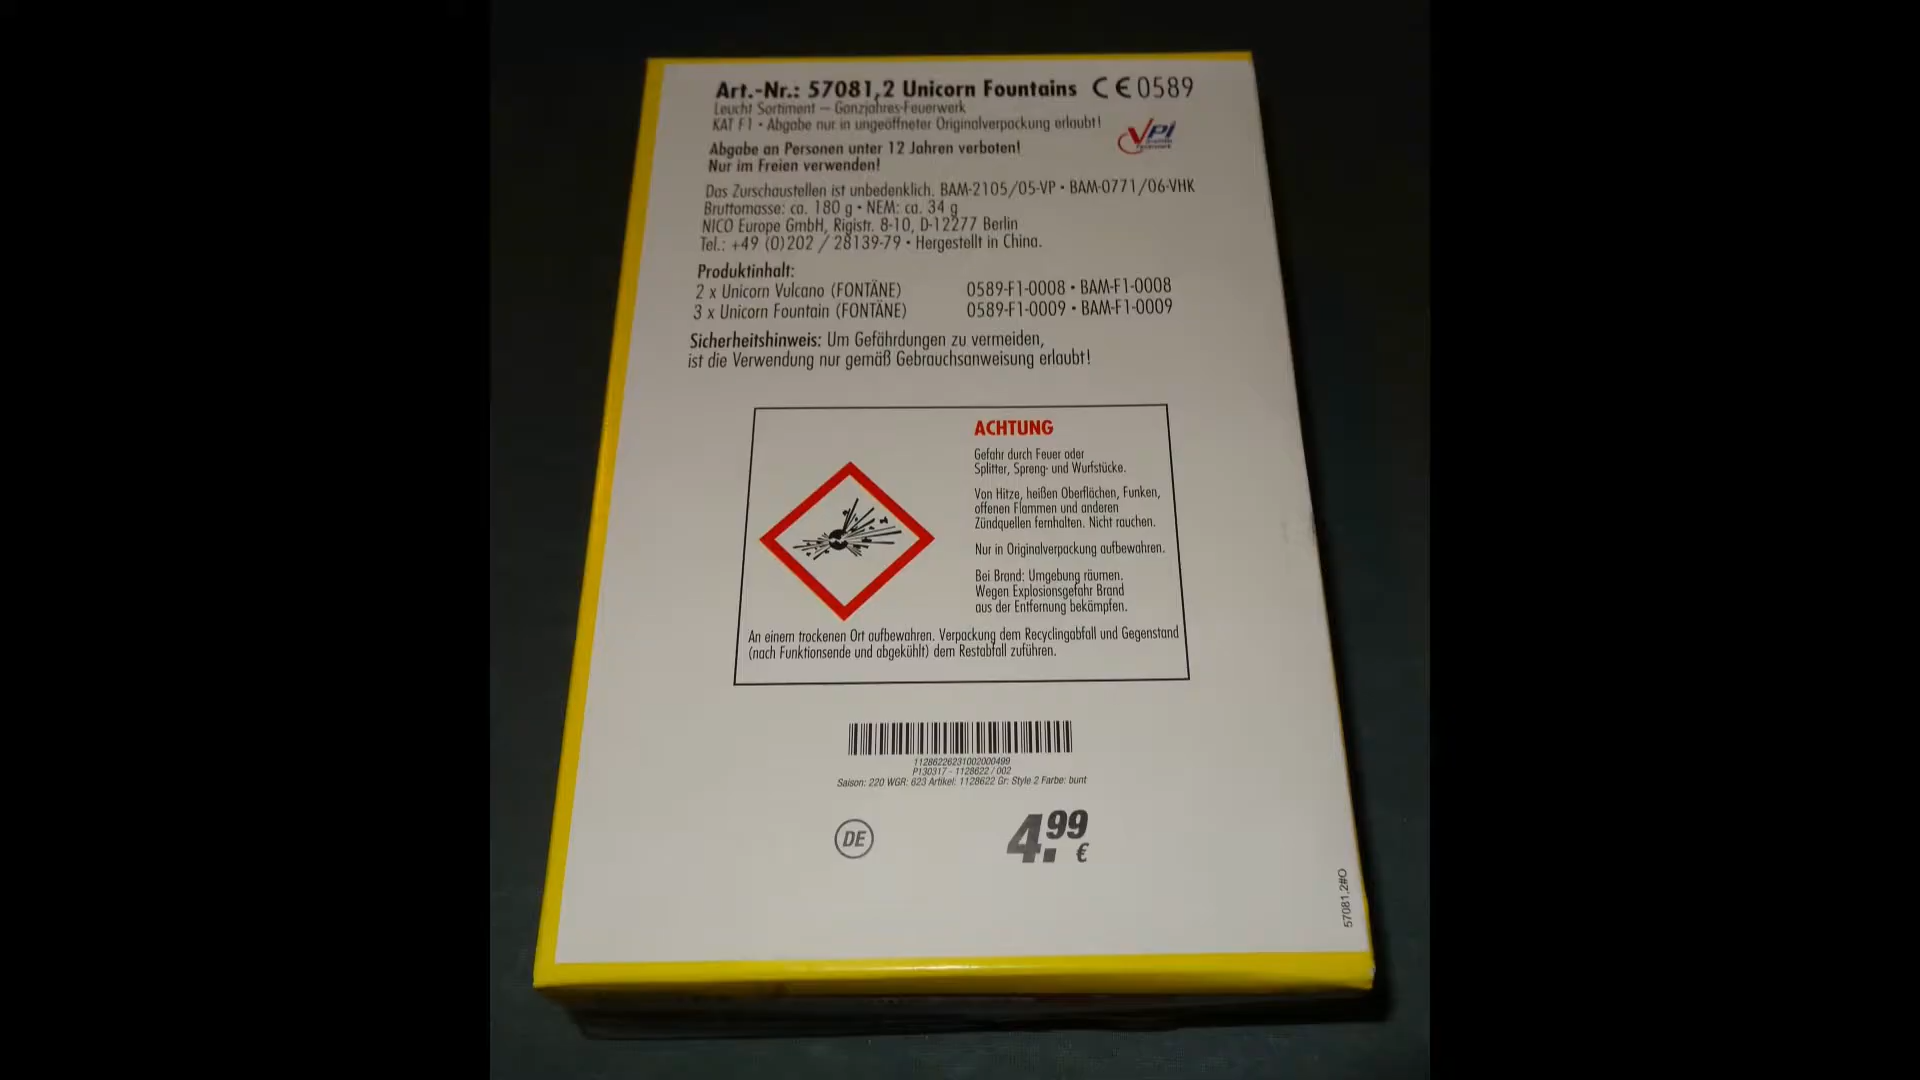 Art.-Nr.: 57081,2 Unicorn Fountains CE0589
Leucht Sortiment – Ganzjahres-Feuerwerk
KAT F1 • Abgabe nur in ungeöffneter Originalverpackung erlaubt!
VPI
Abgabe an Personen unter 12 Jahren verboten!
Nur im Freien verwenden!
Das Zurschaustellen ist unbedenklich. BAM-2105/05-VP • BAM-0771/06-VHK
Bruttomasse: ca. 180 g • NEM: ca. 34 g
NICO Europe GmbH, Rigistr. 8-10, D-12277 Berlin
Tel.: +49 (0)202 / 28139-79 • Hergestellt in China.
Produktinhalt:
2 x Unicorn Vulcano (FONTÄNE) 0589-F1-0008 • BAM-F1-0008
3 x Unicorn Fountain (FONTÄNE) 0589-F1-0009 • BAM-F1-0009
Sicherheitshinweis: Um Gefährdungen zu vermeiden,
ist die Verwendung nur gemäß Gebrauchsanweisung erlaubt!
ACHTUNG
Gefahr durch Feuer oder
Splitter, Spreng- und Wurfstücke.
Von Hitze, heißen Oberflächen, Funken,
offenen Flammen und anderen
Zündquellen fernhalten. Nicht rauchen.
Nur in Originalverpackung aufbewahren.
Bei Brand: Umgebung räumen.
Wegen Explosionsgefahr Brand
aus der Entfernung bekämpfen.
An einem trockenen Ort aufbewahren. Verpackung dem Recyclingabfall und Gegenstand
(nach Funktionsende und abgekühlt) dem Restabfall zuführen.
11286226231002000499
P130317 - 1128622 / 002
Saison: 220 WGR: 623 Artikel: 1128622 Gr: Style 2 Farbe: bunt
DE
4.99 €
57081,2#O